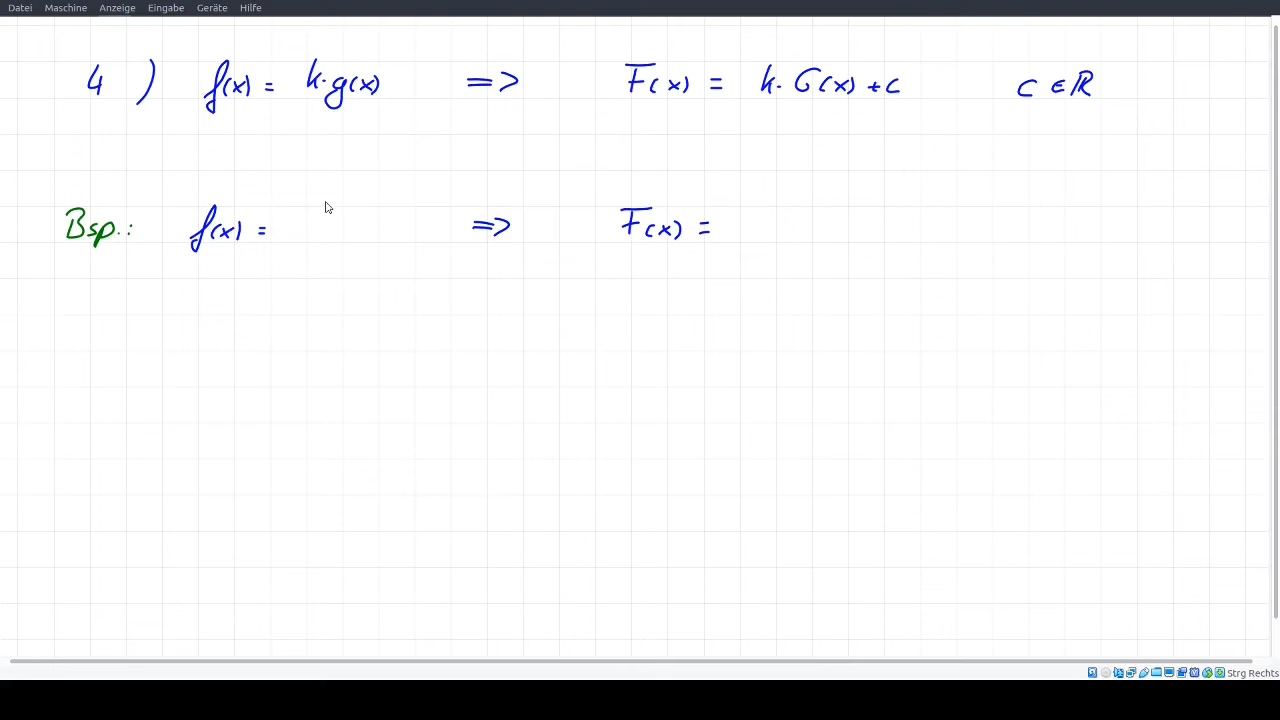 Datei Maschine Anzeige Eingabe Geräte Hilfe
4 ) f(x) = k·g(x) => F(x) = k·G(x) + c c ∈ ℝ
Bsp.: f(x) = => F(x) =
Strg Rechts